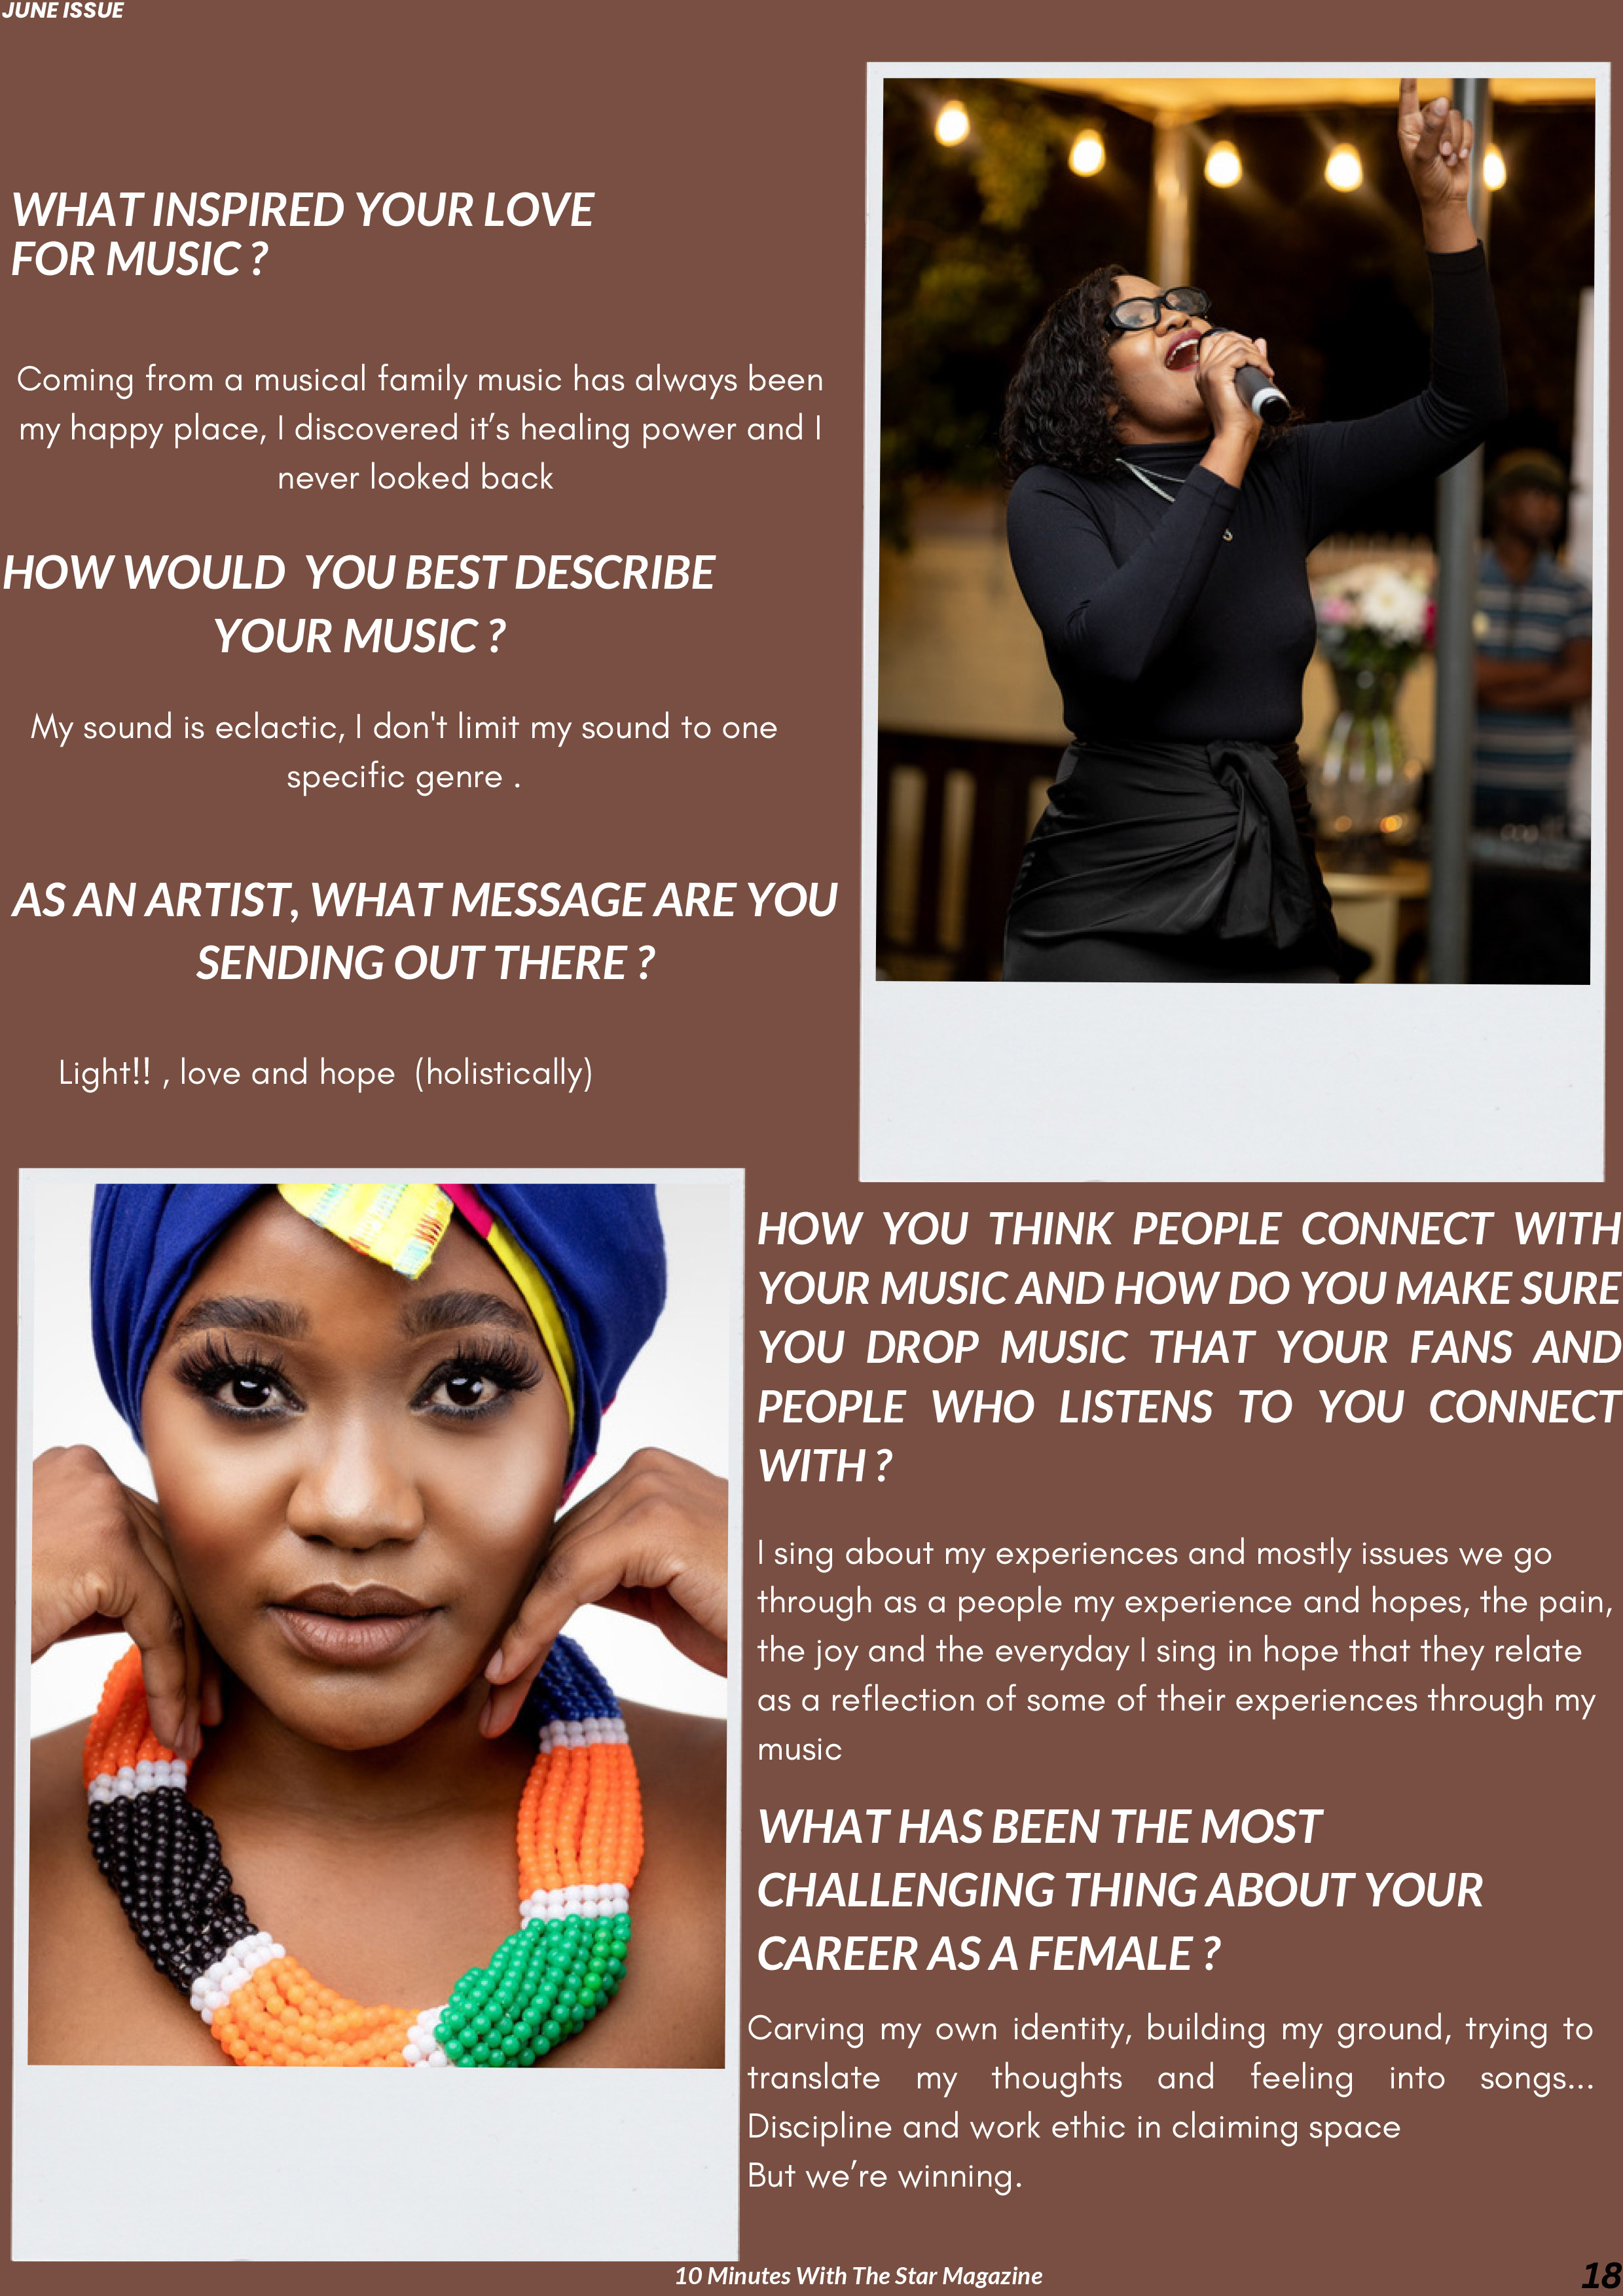 JUNE ISSUE
WHAT INSPIRED YOUR LOVE
FOR MUSIC ?
Coming from a musical family music has always been
my happy place, I discovered it’s healing power and I
never looked back
HOW WOULD  YOU BEST DESCRIBE
YOUR MUSIC ?
My sound is eclactic, I don't limit my sound to one
specific genre .
AS AN ARTIST, WHAT MESSAGE ARE YOU
SENDING OUT THERE ?
Light!! , love and hope  (holistically)
HOW YOU THINK PEOPLE CONNECT WITH
YOUR MUSIC AND HOW DO YOU MAKE SURE
YOU DROP MUSIC THAT YOUR FANS AND
PEOPLE WHO LISTENS TO YOU CONNECT
WITH ?
I sing about my experiences and mostly issues we go
through as a people my experience and hopes, the pain,
the joy and the everyday I sing in hope that they relate
as a reflection of some of their experiences through my
music
WHAT HAS BEEN THE MOST
CHALLENGING THING ABOUT YOUR
CAREER AS A FEMALE ?
Carving my own identity, building my ground, trying to
translate my thoughts and feeling into songs...
Discipline and work ethic in claiming space
But we’re winning.
10 Minutes With The Star Magazine
18